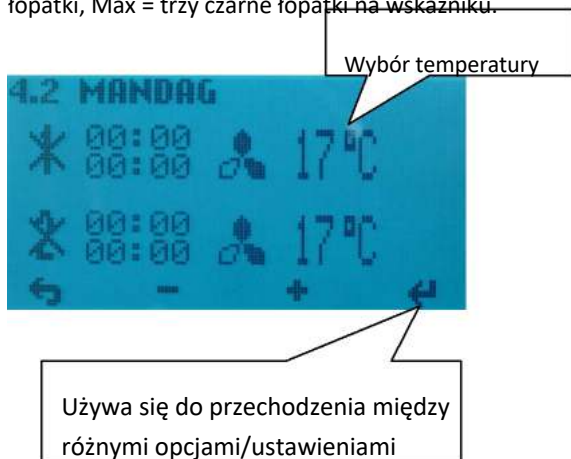 łopatki, Max = trzy czarne łopatki na wskaźniku.
Wybór temperatury
4.2 MANDAG
00:00
00:00 17°C
00:00
00:00 17°C
- +
Używa się do przechodzenia między
różnymi opcjami/ustawieniami